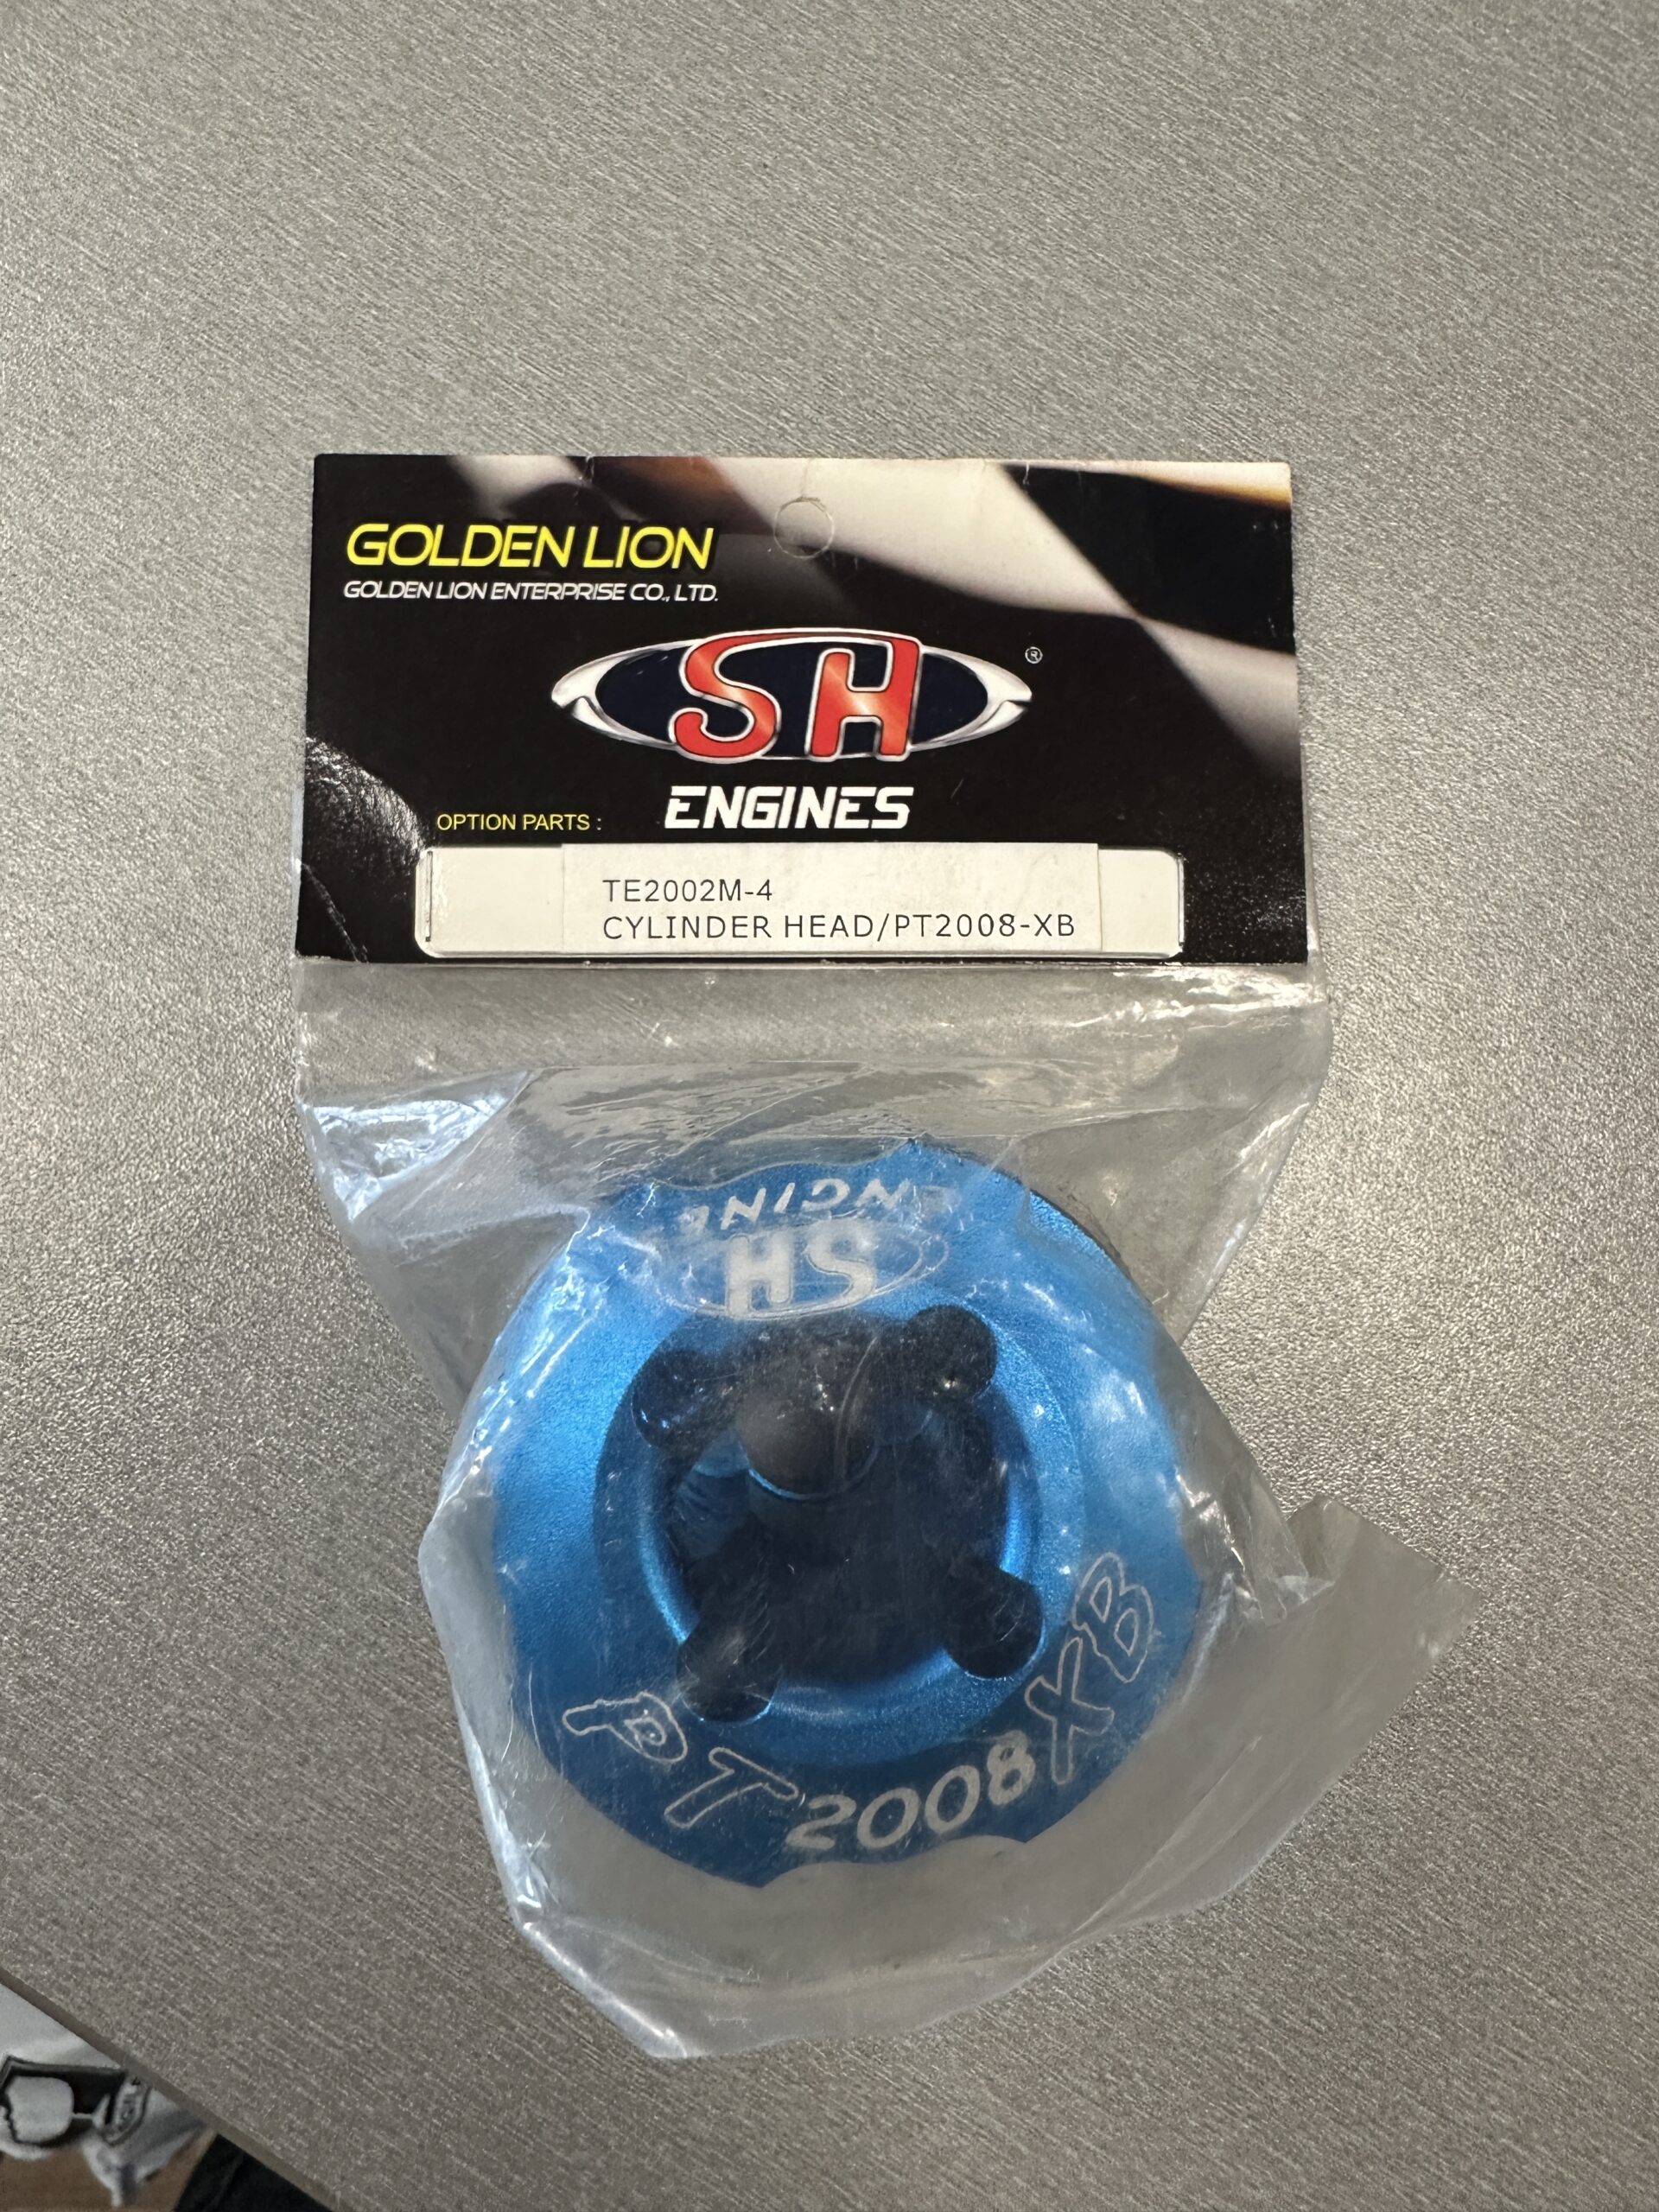 GOLDEN LION
GOLDEN LION ENTERPRISE CO., LTD.
SH ®
ENGINES
OPTION PARTS :
TE2002M-4
CYLINDER HEAD/PT2008-XB
ENGINE
SH
PT2008XB